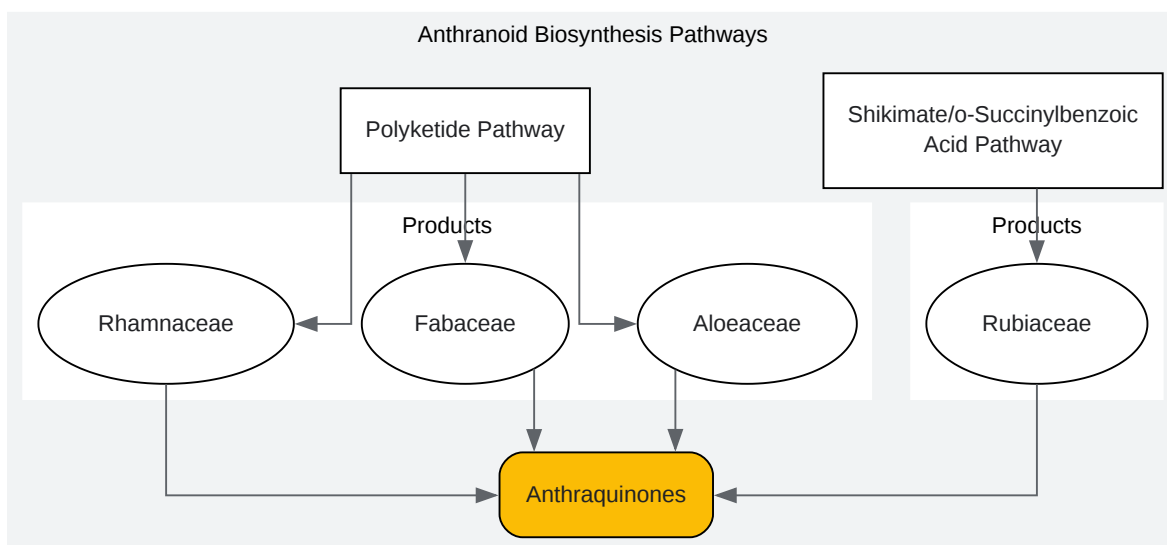 Anthranoid Biosynthesis Pathways
Polyketide Pathway
Shikimate/o-Succinylbenzoic
Acid Pathway
Products
Products
Rhamnaceae
Fabaceae
Aloeaceae
Rubiaceae
Anthraquinones